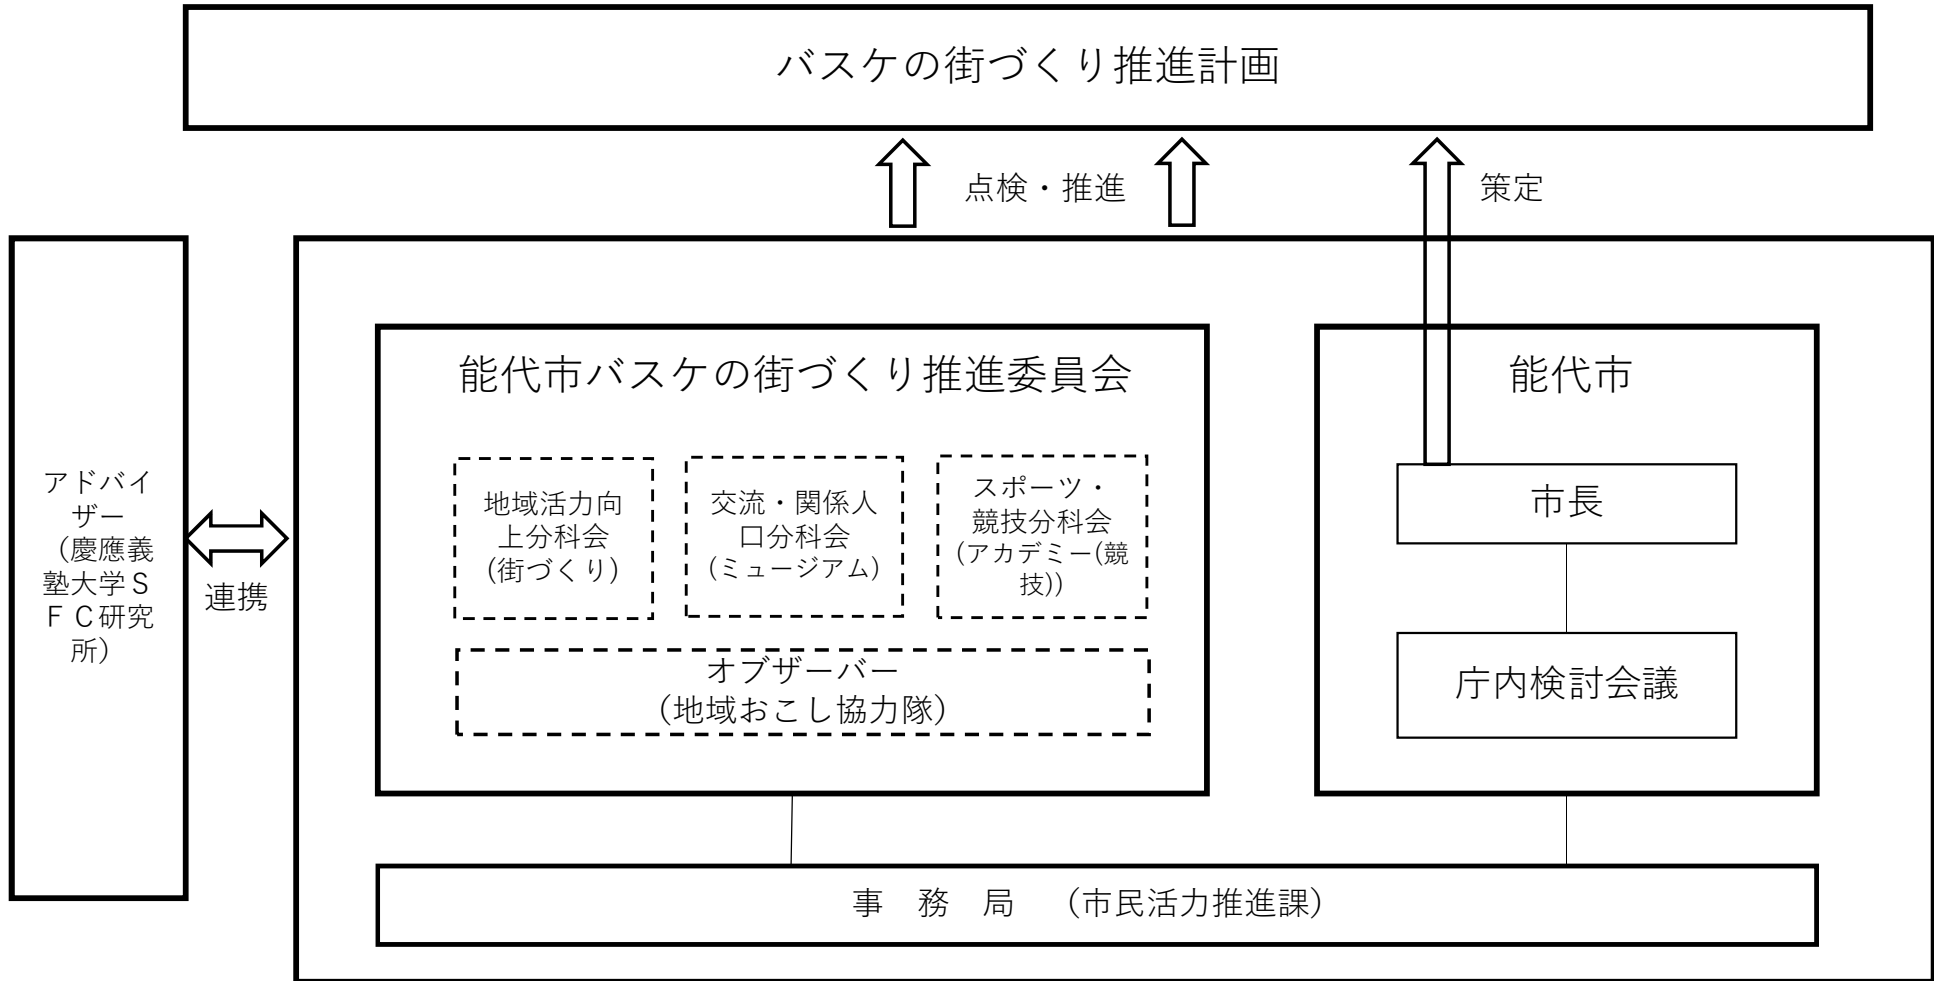 バスケの街づくり推進計画
点検・推進
策定
アドバイ
ザー
（慶應義
塾大学Ｓ
ＦＣ研究
所）
連携
能代市バスケの街づくり推進委員会
地域活力向
上分科会
(街づくり)
交流・関係人
口分科会
(ミュージアム)
スポーツ・
競技分科会
(アカデミー(競
技))
オブザーバー
（地域おこし協力隊）
能代市
市長
庁内検討会議
事　務　局　（市民活力推進課）